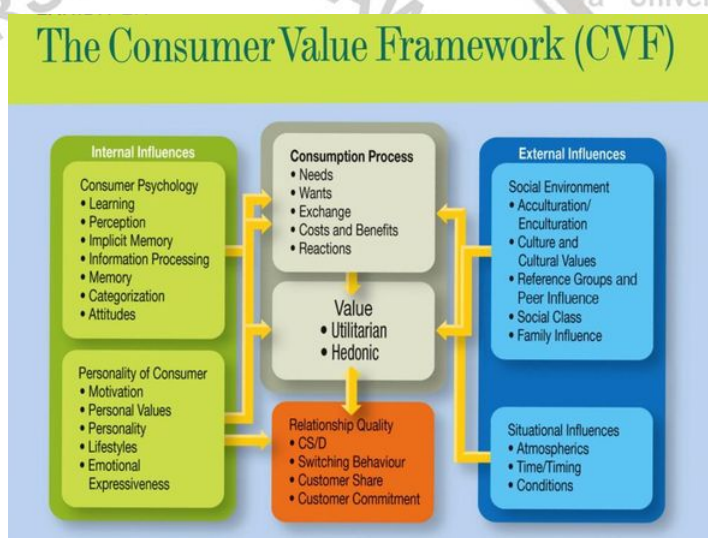 The Consumer Value Framework (CVF)
Internal Influences
Consumer Psychology
• Learning
• Perception
• Implicit Memory
• Information Processing
• Memory
• Categorization
• Attitudes
Personality of Consumer
• Motivation
• Personal Values
• Personality
• Lifestyles
• Emotional
Expressiveness
Consumption Process
• Needs
• Wants
• Exchange
• Costs and Benefits
• Reactions
Value
• Utilitarian
• Hedonic
Relationship Quality
• CS/D
• Switching Behaviour
• Customer Share
• Customer Commitment
External Influences
Social Environment
• Acculturation/
Enculturation
• Culture and
Cultural Values
• Reference Groups and
Peer Influence
• Social Class
• Family Influence
Situational Influences
• Atmospherics
• Time/Timing
• Conditions